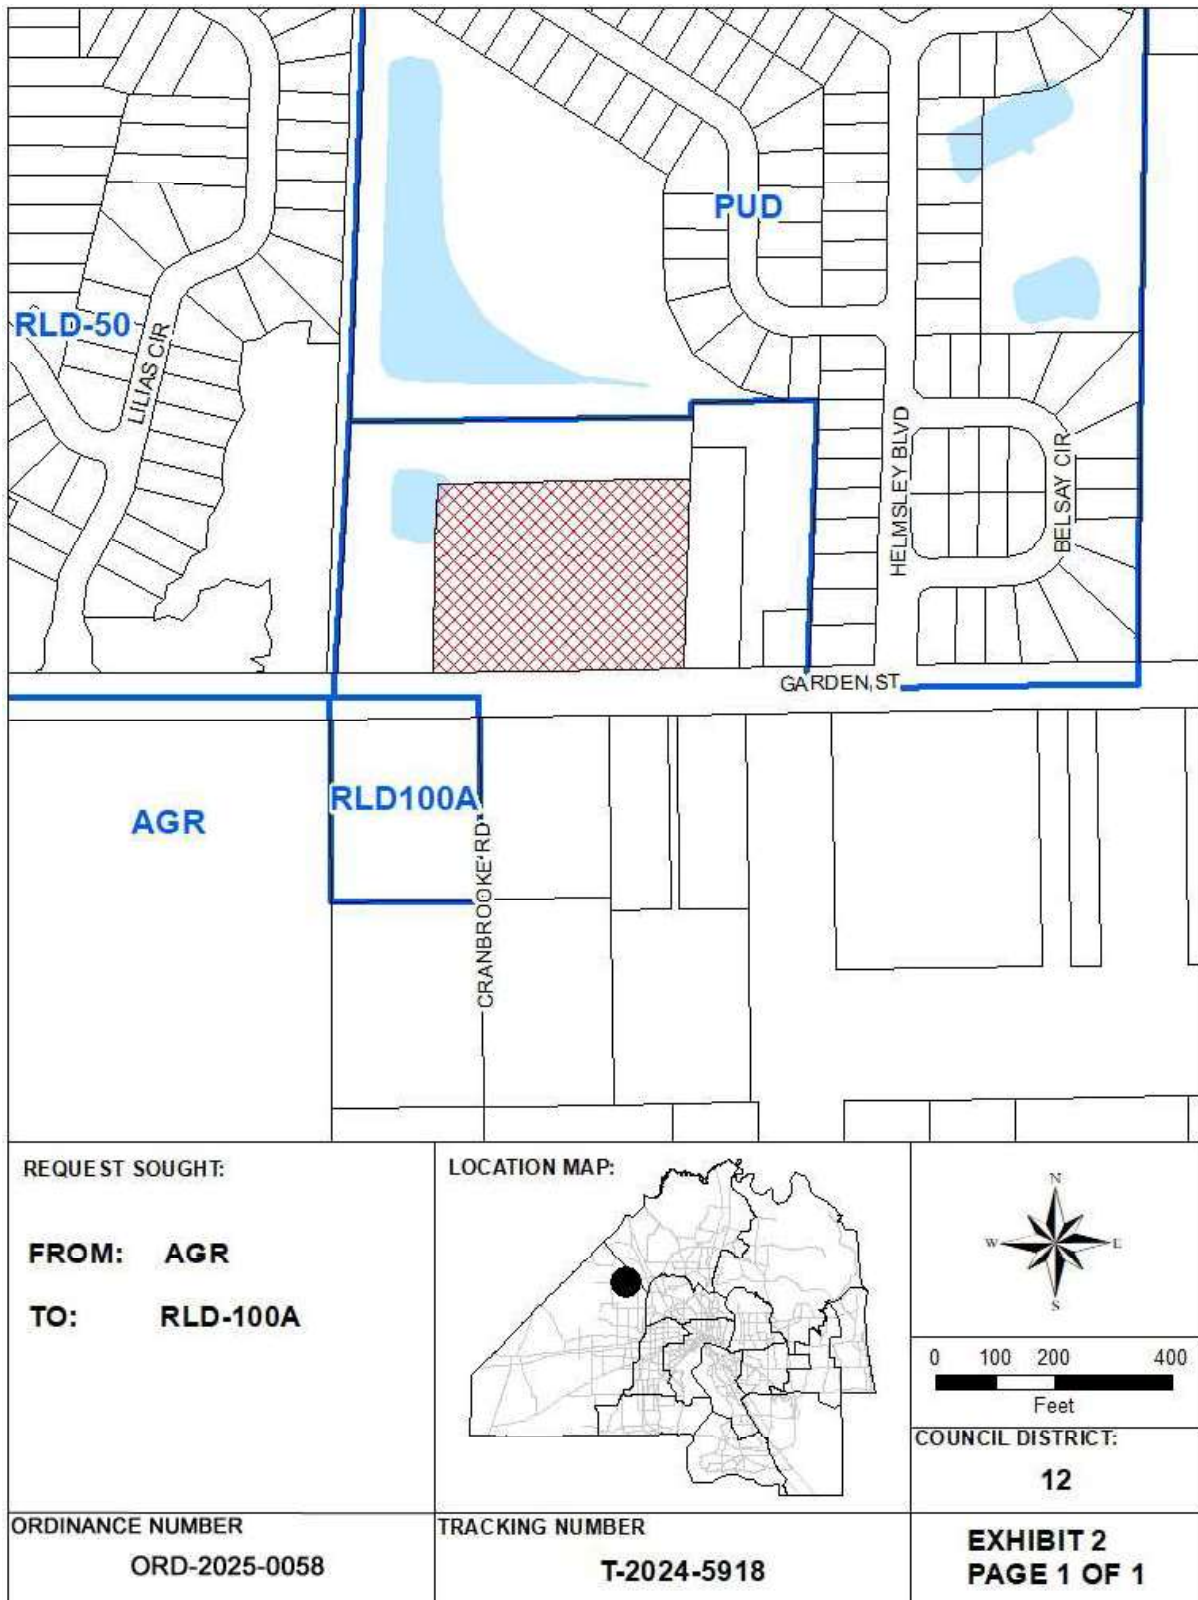 PUD
RLD-50
LILIAS CIR
HELMSLEY BLVD
BELSAY CIR
GARDEN ST
RLD100A
AGR
CRANBROOKE RD
REQUEST SOUGHT:
FROM: AGR
TO: RLD-100A
LOCATION MAP:
N
W E
S
0 100 200 400
Feet
COUNCIL DISTRICT:
12
ORDINANCE NUMBER
ORD-2025-0058
TRACKING NUMBER
T-2024-5918
EXHIBIT 2
PAGE 1 OF 1